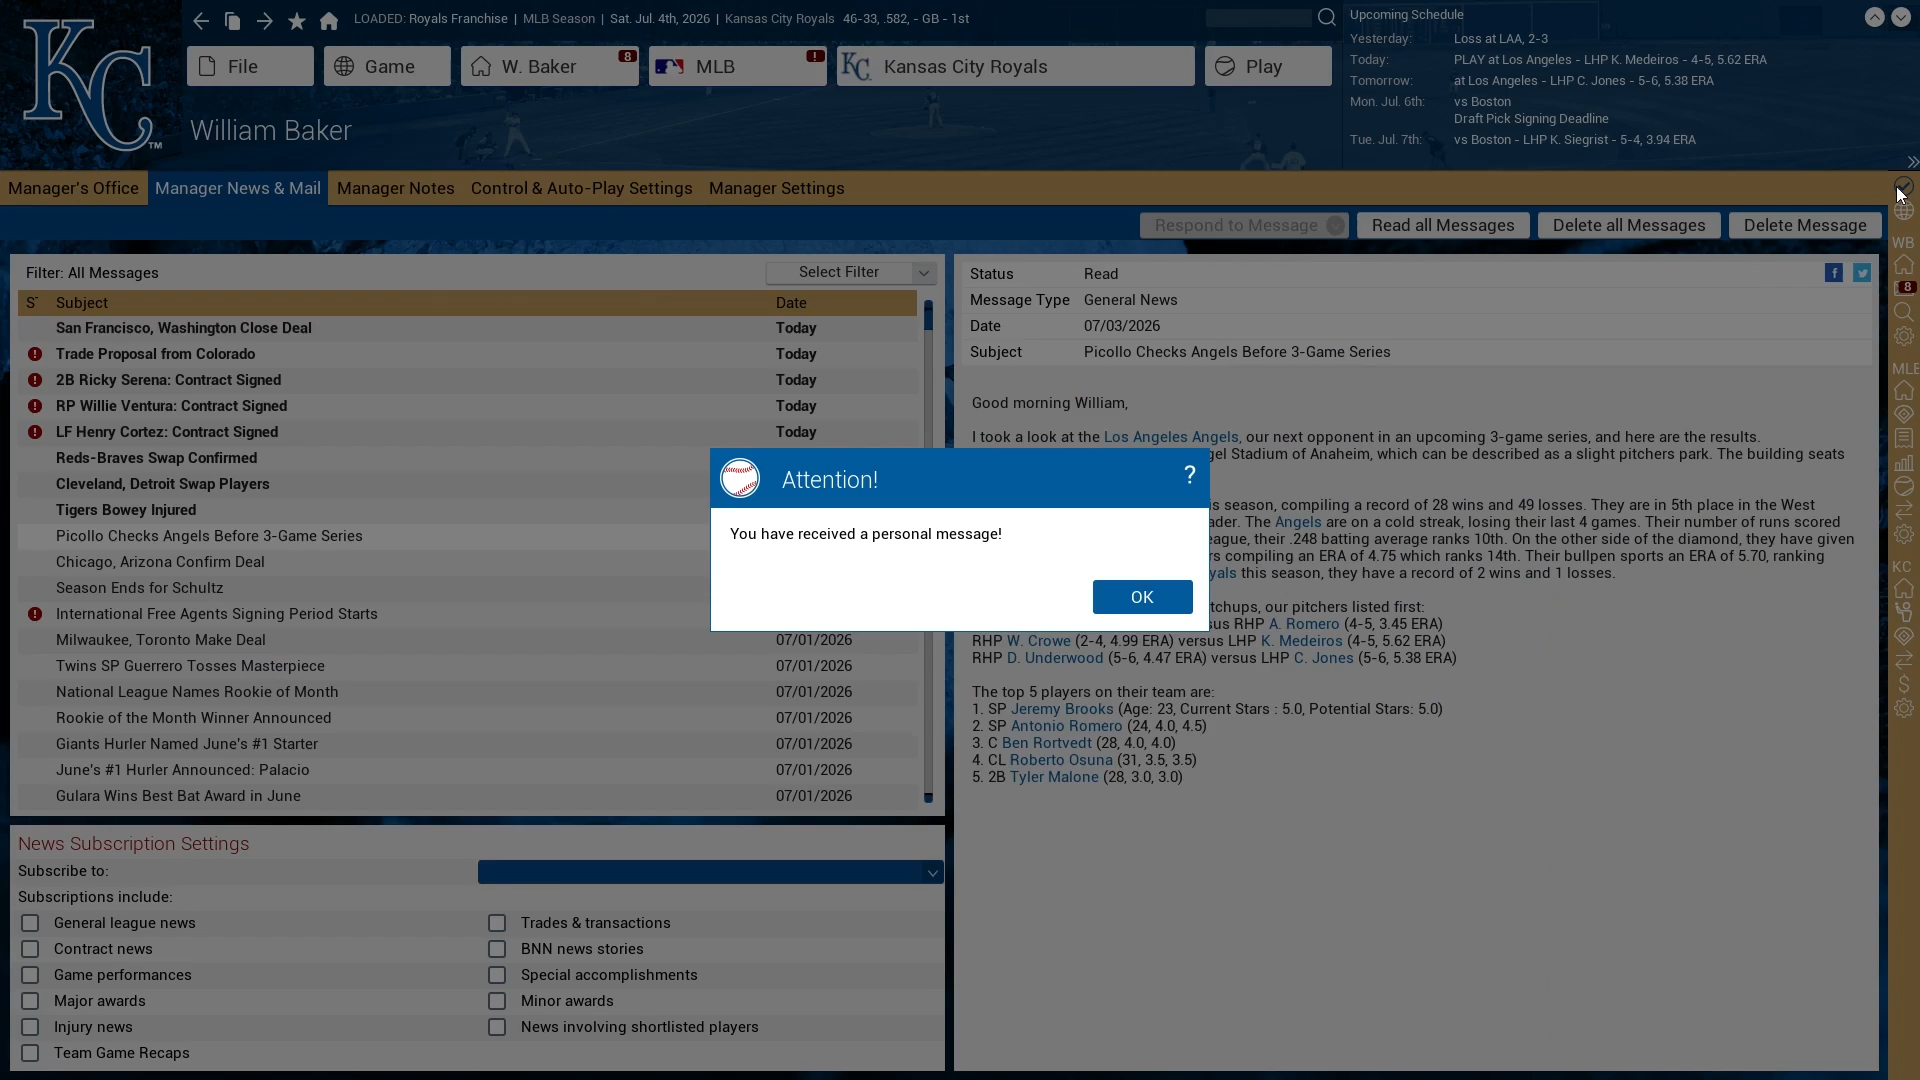 LOADED: Royals Franchise | MLB Season | Sat. Jul. 4th, 2026 | Kansas City Royals 46-33, .582, - GB - 1st
KC
TM
File
Game
W. Baker
8
MLB
!
Kansas City Royals
Play
William Baker
Upcoming Schedule
Yesterday: Loss at LAA, 2-3
Today: PLAY at Los Angeles - LHP K. Medeiros - 4-5, 5.62 ERA
Tomorrow: at Los Angeles - LHP C. Jones - 5-6, 5.38 ERA
Mon. Jul. 6th: vs Boston
Draft Pick Signing Deadline
Tue. Jul. 7th: vs Boston - LHP K. Siegrist - 5-4, 3.94 ERA
Manager's Office Manager News & Mail Manager Notes Control & Auto-Play Settings Manager Settings
Respond to Message Read all Messages Delete all Messages Delete Message
Filter: All Messages Select Filter
Subject Date
San Francisco, Washington Close Deal Today
Trade Proposal from Colorado Today
2B Ricky Serena: Contract Signed Today
RP Willie Ventura: Contract Signed Today
LF Henry Cortez: Contract Signed Today
Reds-Braves Swap Confirmed
Cleveland, Detroit Swap Players
Tigers Bowey Injured
Picollo Checks Angels Before 3-Game Series
Chicago, Arizona Confirm Deal
Season Ends for Schultz
International Free Agents Signing Period Starts
Milwaukee, Toronto Make Deal 07/01/2026
Twins SP Guerrero Tosses Masterpiece 07/01/2026
National League Names Rookie of Month 07/01/2026
Rookie of the Month Winner Announced 07/01/2026
Giants Hurler Named June's #1 Starter 07/01/2026
June's #1 Hurler Announced: Palacio 07/01/2026
Gulara Wins Best Bat Award in June 07/01/2026
News Subscription Settings
Subscribe to:
Subscriptions include:
General league news Trades & transactions
Contract news BNN news stories
Game performances Special accomplishments
Major awards Minor awards
Injury news News involving shortlisted players
Team Game Recaps
Attention!
?
You have received a personal message!
OK
Status Read
Message Type General News
Date 07/03/2026
Subject Picollo Checks Angels Before 3-Game Series
Good morning William,
I took a look at the Los Angeles Angels, our next opponent in an upcoming 3-game series, and here are the results.
gel Stadium of Anaheim, which can be described as a slight pitchers park. The building seats
is season, compiling a record of 28 wins and 49 losses. They are in 5th place in the West
ader. The Angels are on a cold streak, losing their last 4 games. Their number of runs scored
eague, their .248 batting average ranks 10th. On the other side of the diamond, they have given
rs compiling an ERA of 4.75 which ranks 14th. Their bullpen sports an ERA of 5.70, ranking
yals this season, they have a record of 2 wins and 1 losses.
tchups, our pitchers listed first:
sus RHP A. Romero (4-5, 3.45 ERA)
RHP W. Crowe (2-4, 4.99 ERA) versus LHP K. Medeiros (4-5, 5.62 ERA)
RHP D. Underwood (5-6, 4.47 ERA) versus LHP C. Jones (5-6, 5.38 ERA)
The top 5 players on their team are:
1. SP Jeremy Brooks (Age: 23, Current Stars : 5.0, Potential Stars: 5.0)
2. SP Antonio Romero (24, 4.0, 4.5)
3. C Ben Rortvedt (28, 4.0, 4.0)
4. CL Roberto Osuna (31, 3.5, 3.5)
5. 2B Tyler Malone (28, 3.0, 3.0)
WB
8
MLB
KC